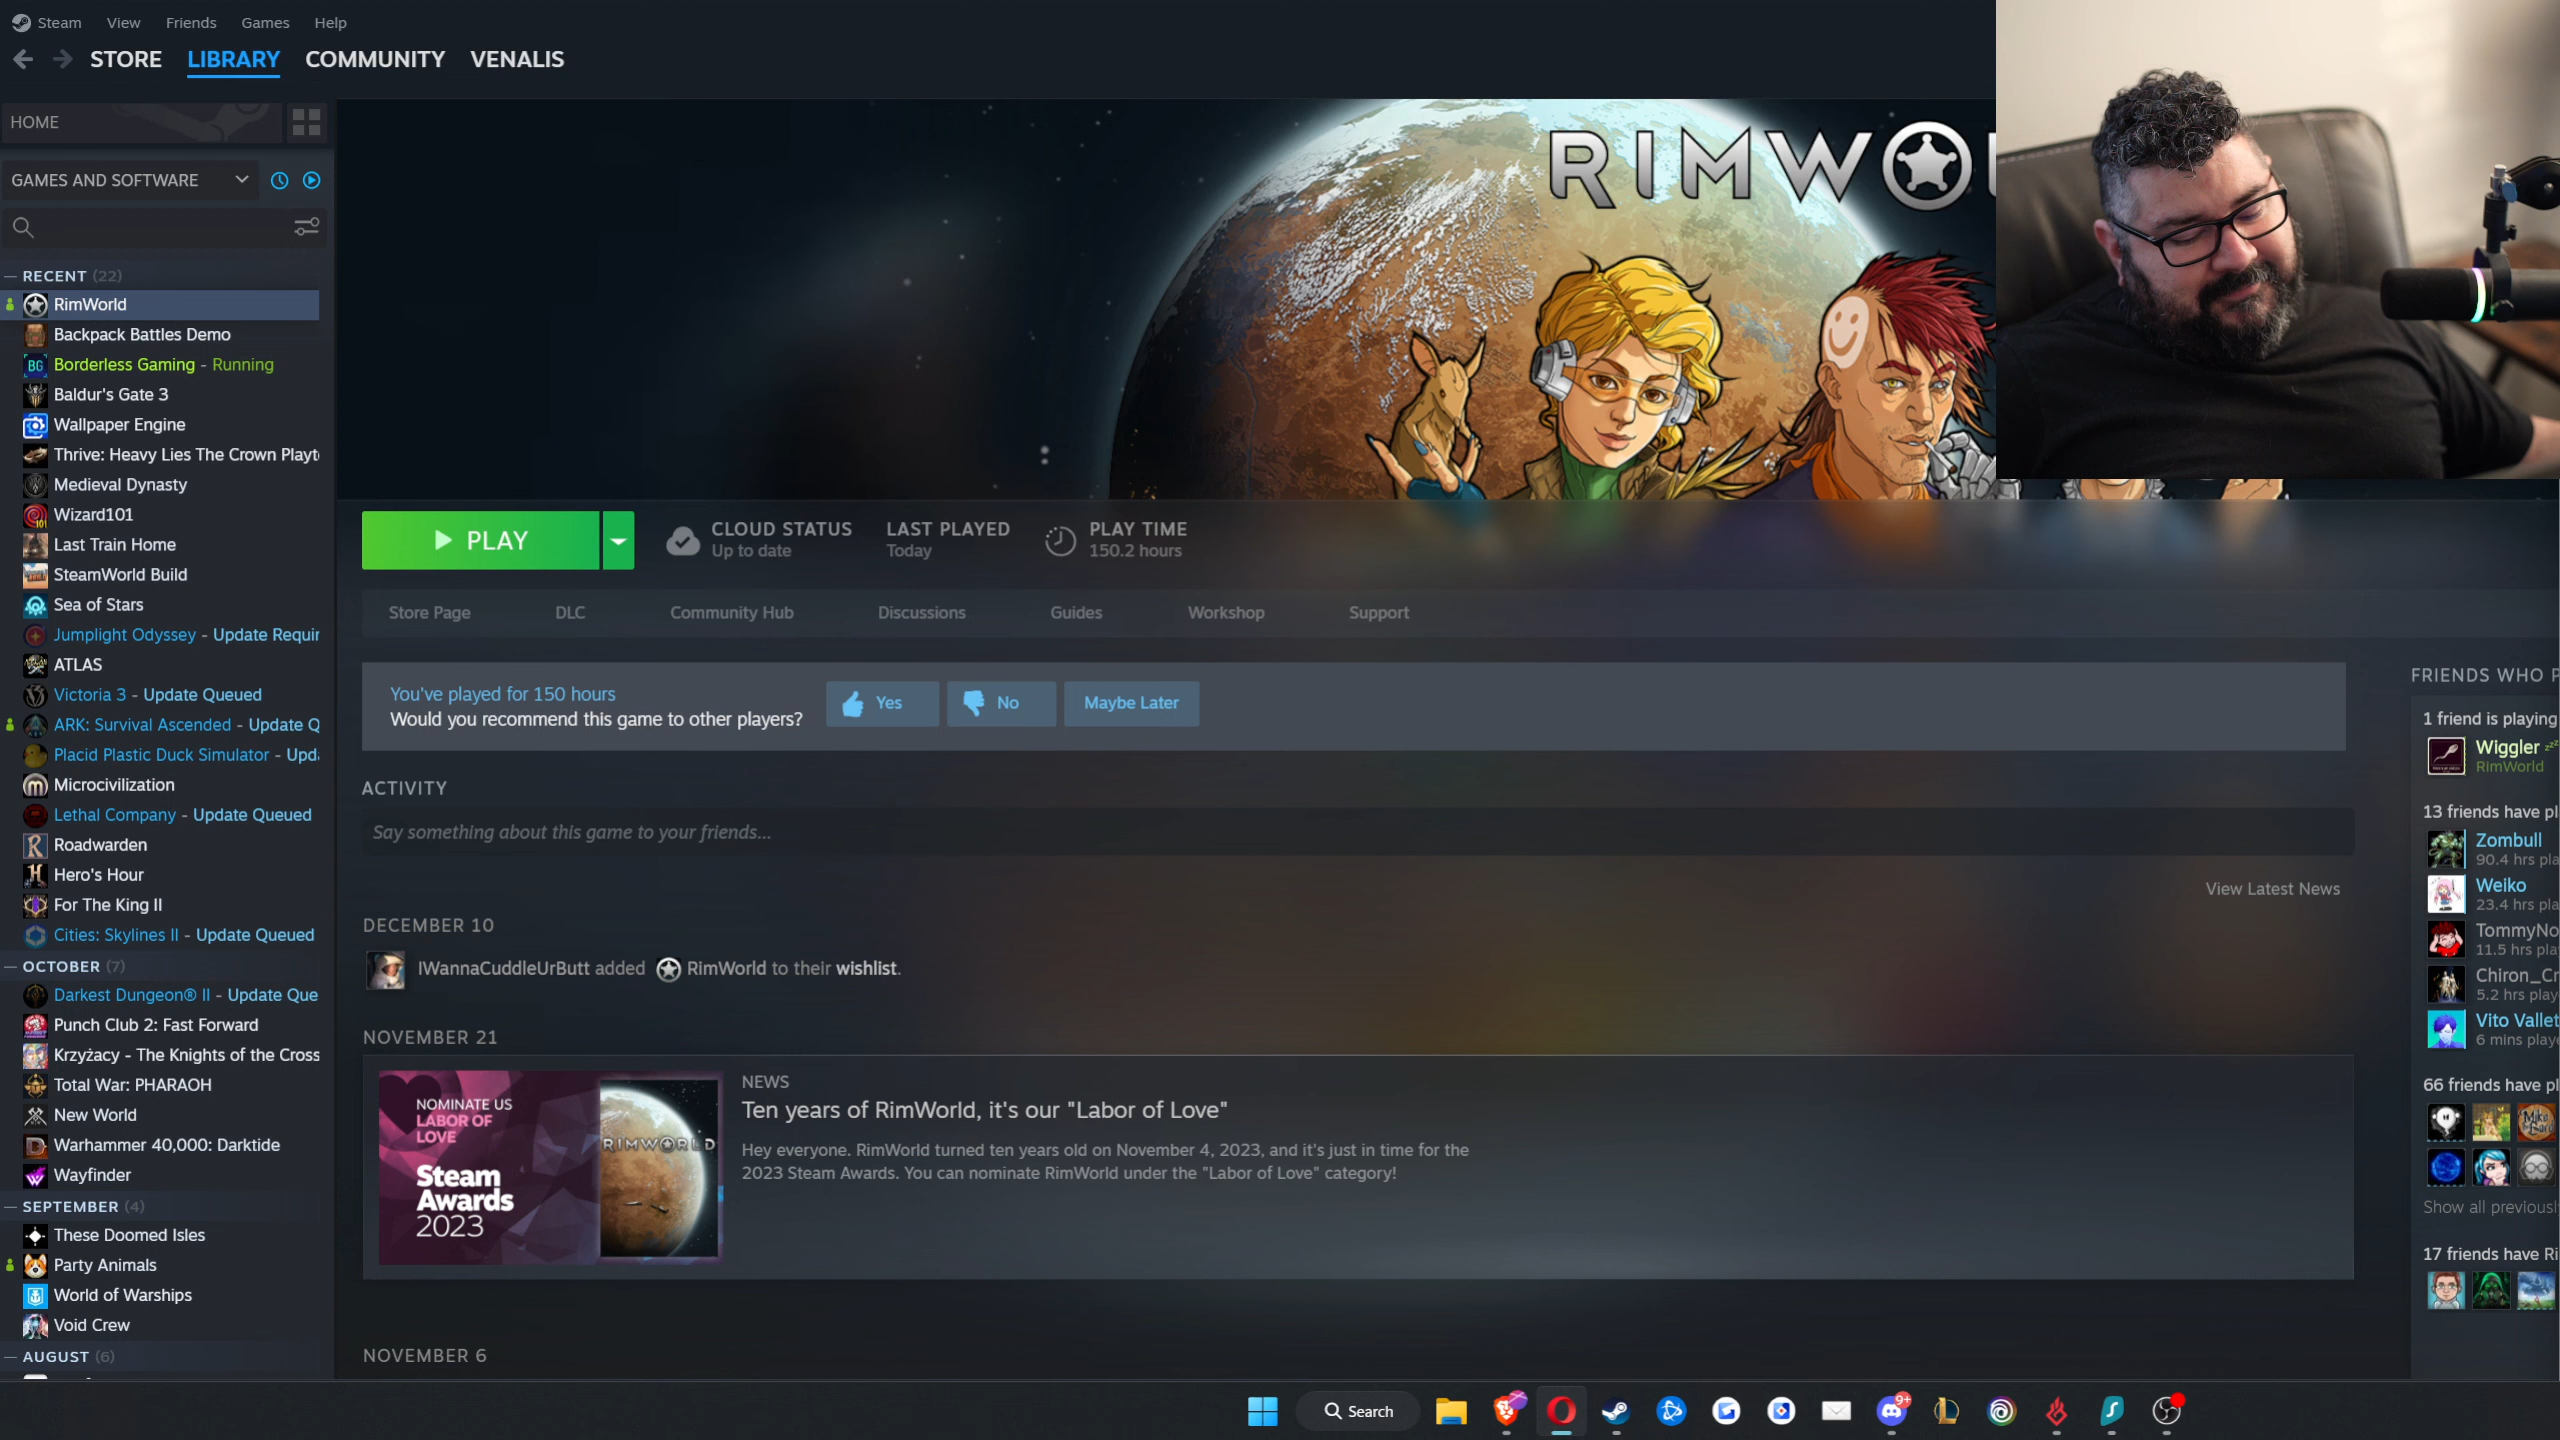 Steam View Friends Games Help
STORE LIBRARY COMMUNITY VENALIS
HOME
GAMES AND SOFTWARE
RECENT (22)
RimWorld
Backpack Battles Demo
BG Borderless Gaming - Running
Baldur's Gate 3
Wallpaper Engine
Thrive: Heavy Lies The Crown Playt
Medieval Dynasty
Wizard101
Last Train Home
SteamWorld Build
Sea of Stars
Jumplight Odyssey - Update Requir
ATLAS
Victoria 3 - Update Queued
ARK: Survival Ascended - Update Q
Placid Plastic Duck Simulator - Upda
Microcivilization
Lethal Company - Update Queued
Roadwarden
Hero's Hour
For The King II
Cities: Skylines II - Update Queued
OCTOBER (7)
Darkest Dungeon® II - Update Que
Punch Club 2: Fast Forward
Krzyżacy - The Knights of the Cross
Total War: PHARAOH
New World
Warhammer 40,000: Darktide
Wayfinder
SEPTEMBER (4)
These Doomed Isles
Party Animals
World of Warships
Void Crew
AUGUST (6)
RIMWO
PLAY
CLOUD STATUS
Up to date
LAST PLAYED
Today
PLAY TIME
150.2 hours
Store Page DLC Community Hub Discussions Guides Workshop Support
You've played for 150 hours
Would you recommend this game to other players?
Yes No Maybe Later
ACTIVITY
Say something about this game to your friends...
View Latest News
DECEMBER 10
IWannaCuddleUrButt added RimWorld to their wishlist.
NOVEMBER 21
NOMINATE US
LABOR OF
LOVE
Steam
Awards
2023
RIMWORLD
NEWS
Ten years of RimWorld, it's our "Labor of Love"
Hey everyone. RimWorld turned ten years old on November 4, 2023, and it's just in time for the
2023 Steam Awards. You can nominate RimWorld under the "Labor of Love" category!
NOVEMBER 6
FRIENDS WHO P
1 friend is playing
Wiggler zzz
RimWorld
13 friends have pl
Zombull
90.4 hrs pla
Weiko
23.4 hrs pla
TommyNo
11.5 hrs pla
Chiron_Cr
5.2 hrs play
Vito Vallet
6 mins playe
66 friends have pl
Show all previousl
17 friends have Ri
Search
9+